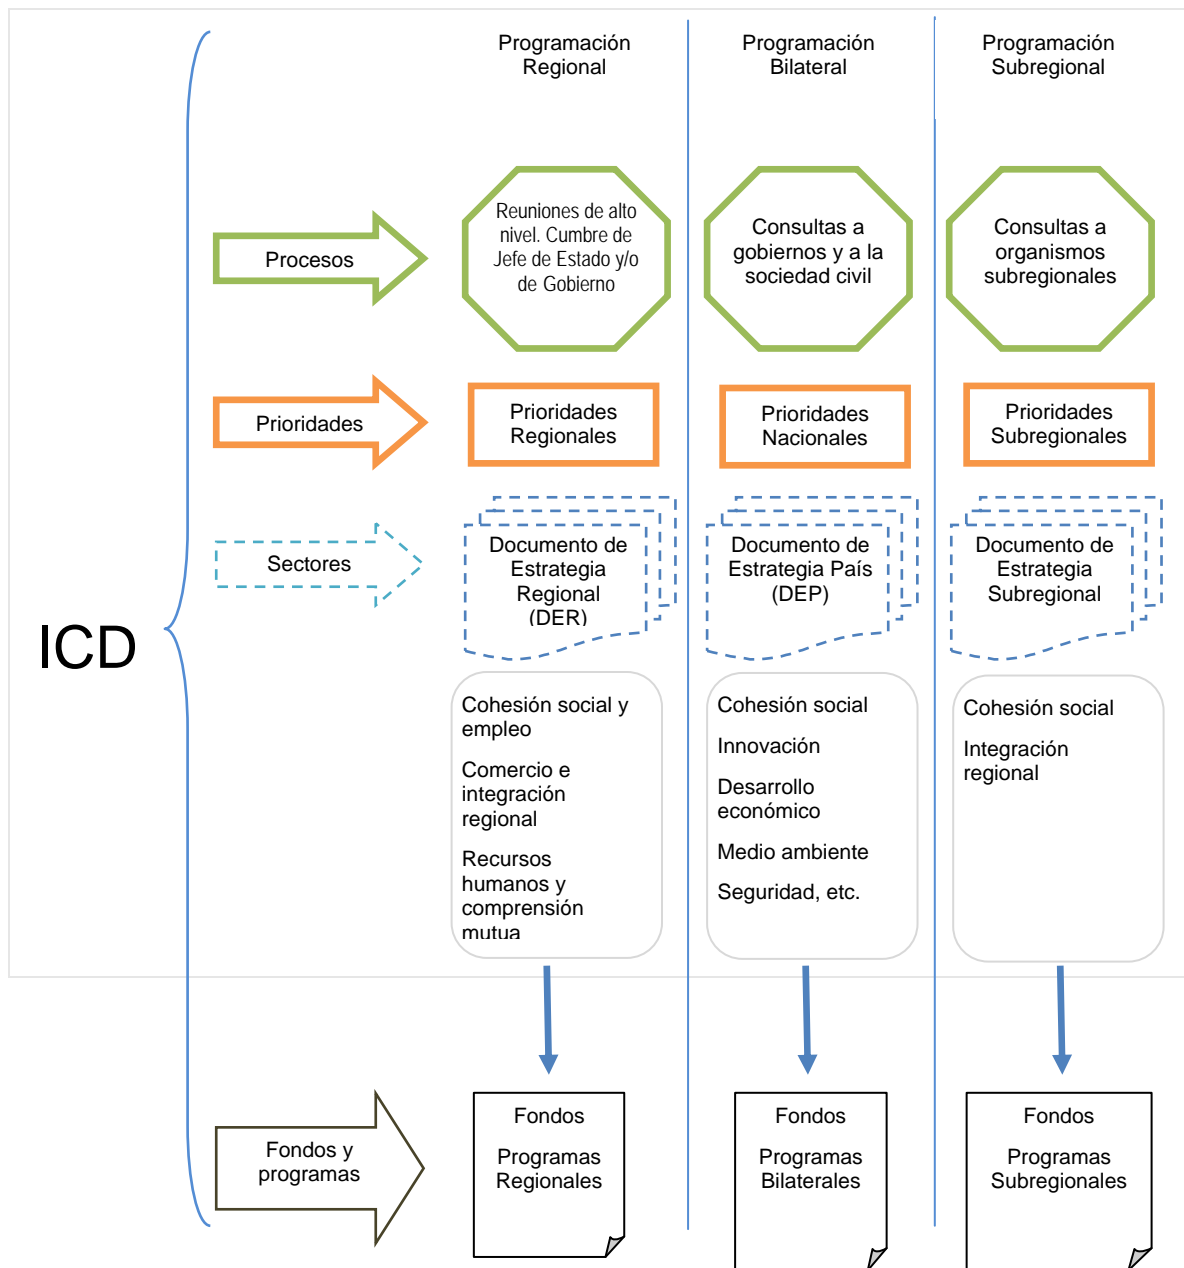 Programación
Regional
Programación
Bilateral
Programación
Subregional
Procesos
Reuniones de alto
nivel. Cumbre de
Jefe de Estado y/o
de Gobierno
Consultas a
gobiernos y a la
sociedad civil
Consultas a
organismos
subregionales
Prioridades
Prioridades
Regionales
Prioridades
Nacionales
Prioridades
Subregionales
Sectores
Documento de
Estrategia
Regional
(DER)
Documento de
Estrategia País
(DEP)
Documento de
Estrategia
Subregional
ICD
Cohesión social y
empleo
Comercio e
integración
regional
Recursos
humanos y
comprensión
mutua
Cohesión social
Innovación
Desarrollo
económico
Medio ambiente
Seguridad, etc.
Cohesión social
Integración
regional
Fondos y
programas
Fondos
Programas
Regionales
Fondos
Programas
Bilaterales
Fondos
Programas
Subregionales